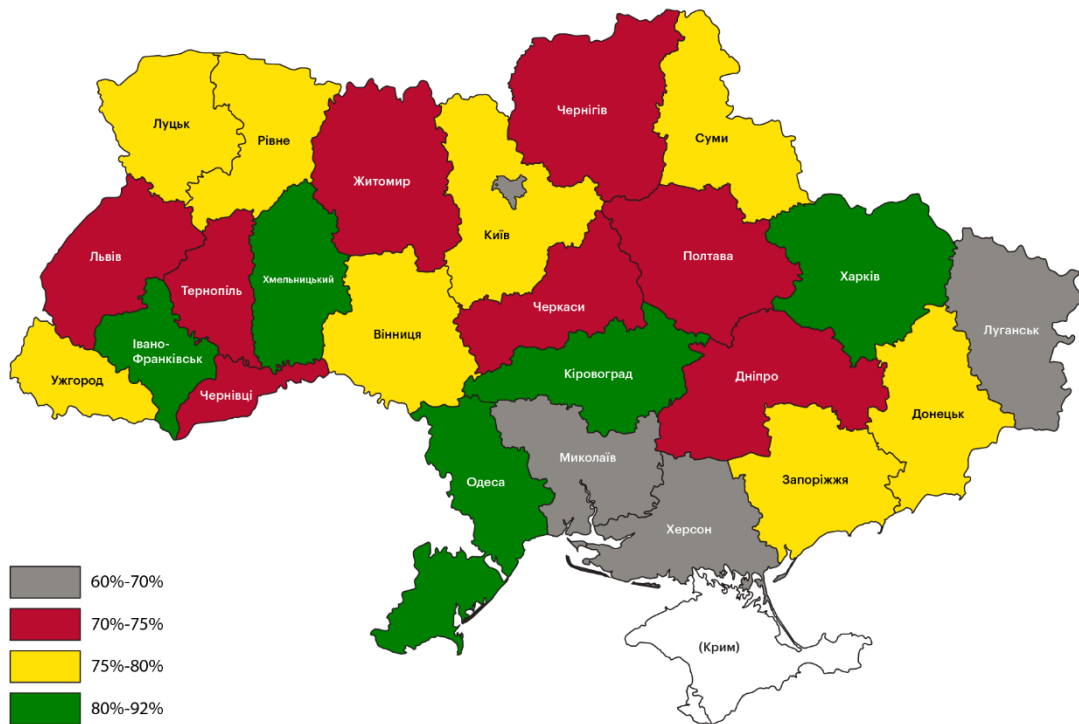 Луцьк
Рівне
Житомир
Чернігів
Суми
Київ
Львів
Тернопіль
Хмельницький
Вінниця
Черкаси
Полтава
Харків
Луганськ
Івано-
Франківськ
Ужгород
Чернівці
Кіровоград
Дніпро
Донецьк
Одеса
Миколаїв
Запоріжжя
Херсон
(Крим)
60%-70%
70%-75%
75%-80%
80%-92%